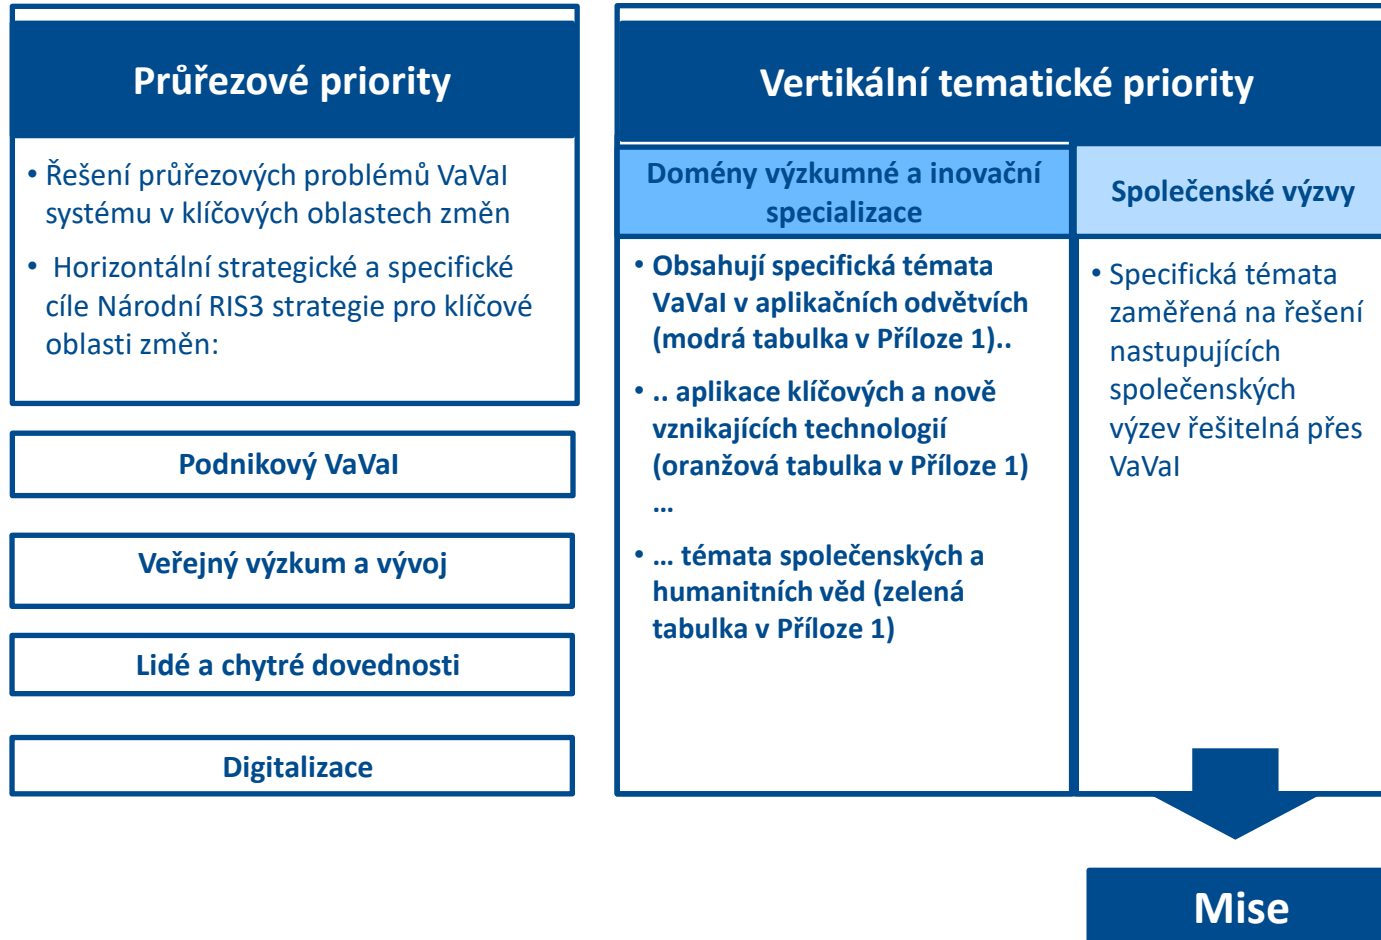 Průřezové priority
• Řešení průřezových problémů VaVaI
systému v klíčových oblastech změn
• Horizontální strategické a specifické
cíle Národní RIS3 strategie pro klíčové
oblasti změn:
Podnikový VaVaI
Veřejný výzkum a vývoj
Lidé a chytré dovednosti
Digitalizace
Vertikální tematické priority
Domény výzkumné a inovační
specializace
• Obsahují specifická témata
VaVaI v aplikačních odvětvích
(modrá tabulka v Příloze 1)..
• .. aplikace klíčových a nově
vznikajících technologií
(oranžová tabulka v Příloze 1)
...
• ... témata společenských a
humanitních věd (zelená
tabulka v Příloze 1)
Společenské výzvy
• Specifická témata
zaměřená na řešení
nastupujících
společenských
výzev řešitelná přes
VaVaI
Mise